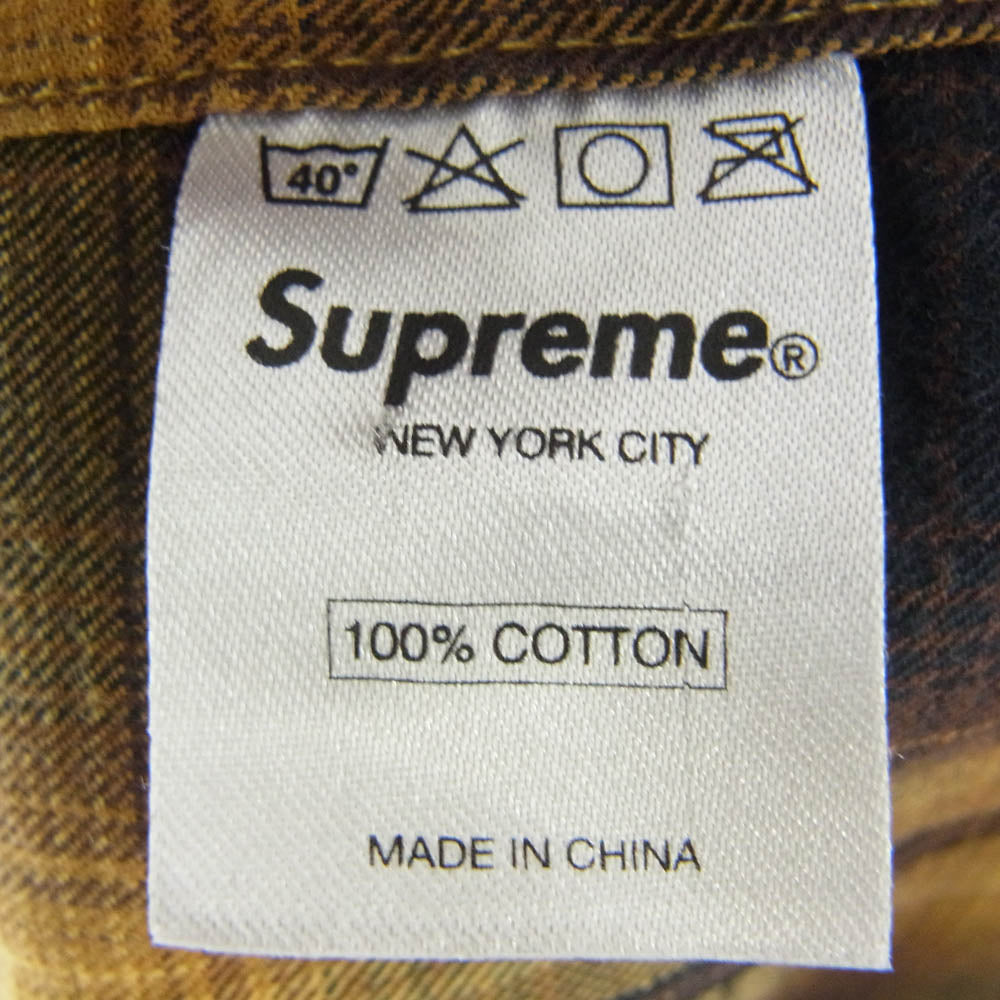 40°
Supreme®
NEW YORK CITY
100% COTTON
MADE IN CHINA